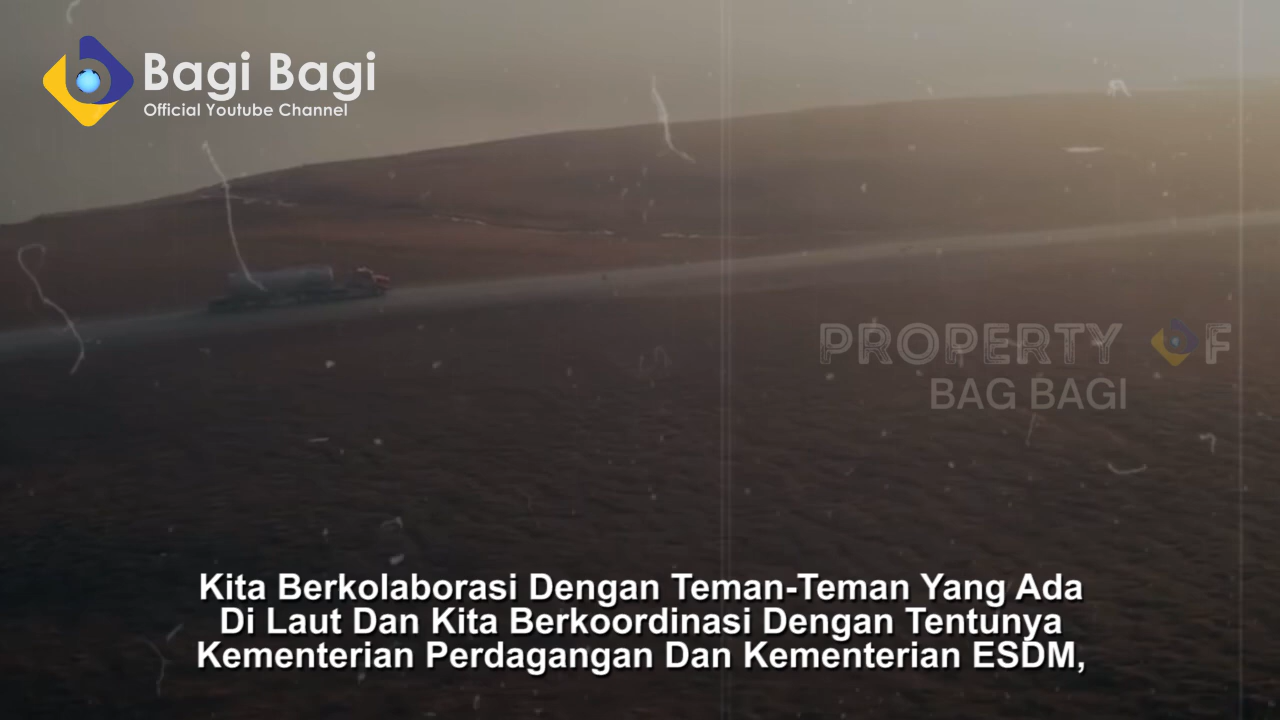 Bagi Bagi
Official Youtube Channel
PROPERTY OF
BAG BAGI
Kita Berkolaborasi Dengan Teman-Teman Yang Ada
Di Laut Dan Kita Berkoordinasi Dengan Tentunya
Kementerian Perdagangan Dan Kementerian ESDM,